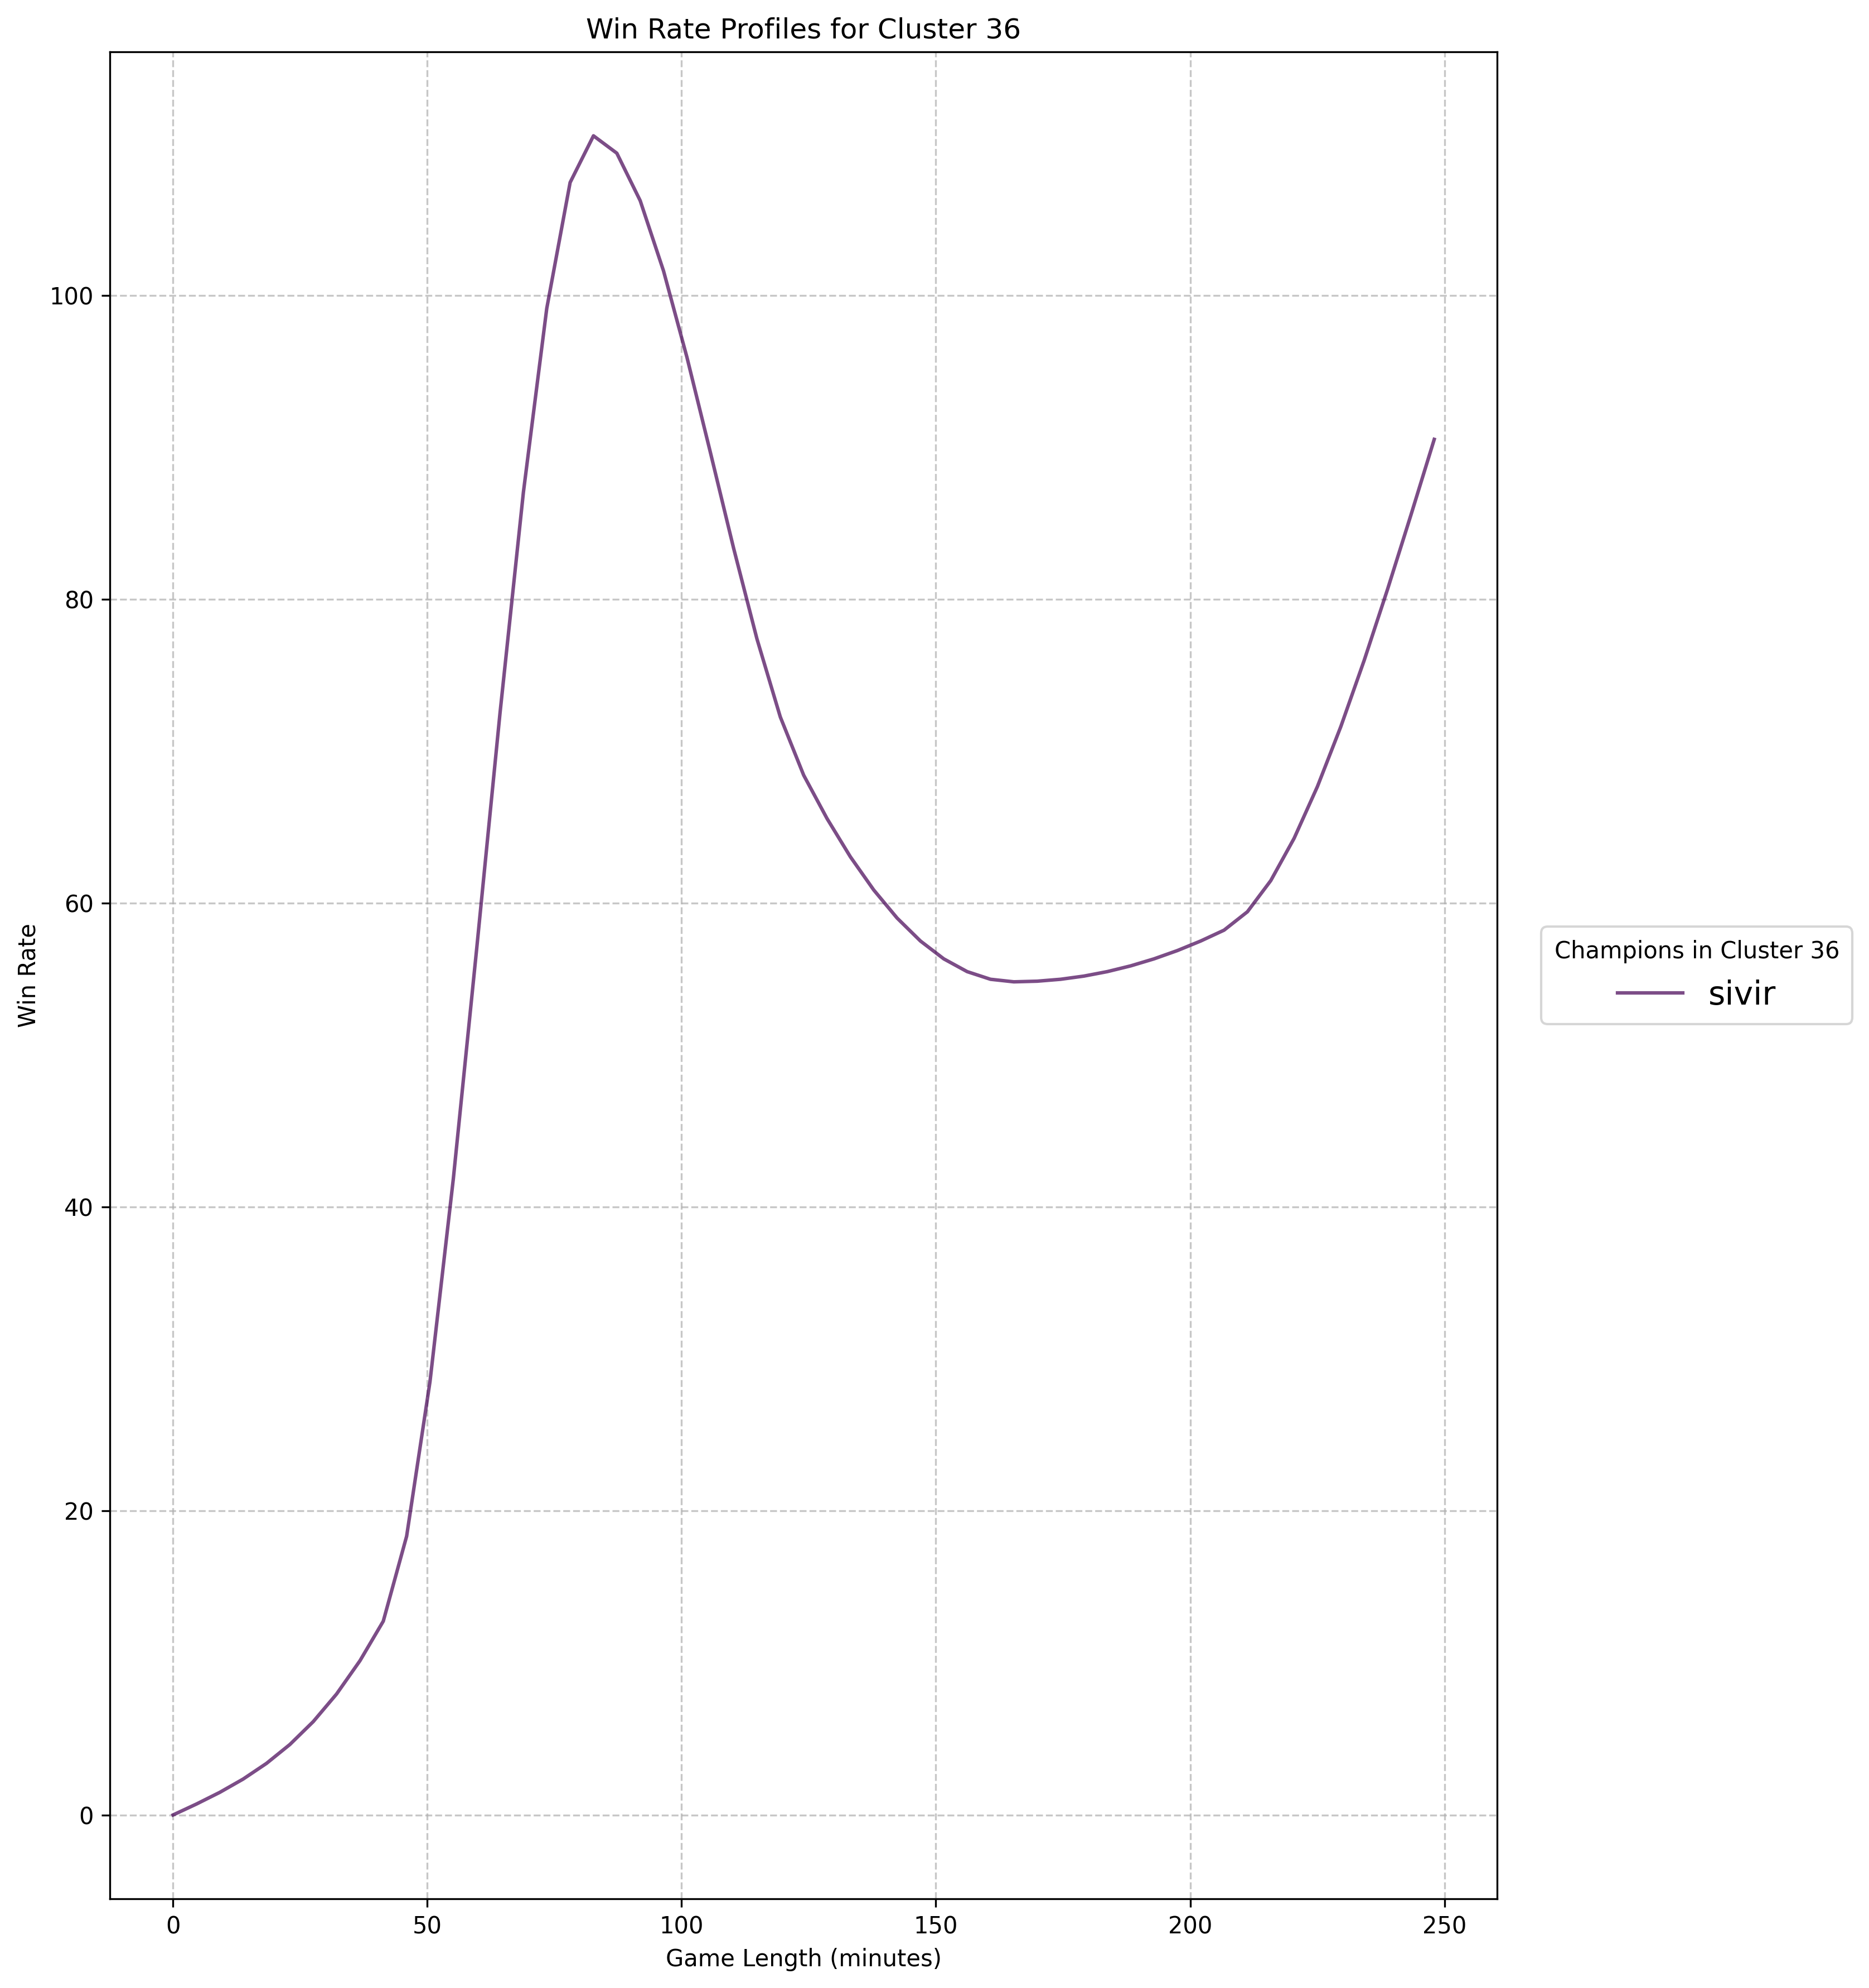 Win Rate Profiles for Cluster 36
Win Rate
100
80
60
40
20
0
0 50 100 150 200 250
Game Length (minutes)
Champions in Cluster 36
sivir